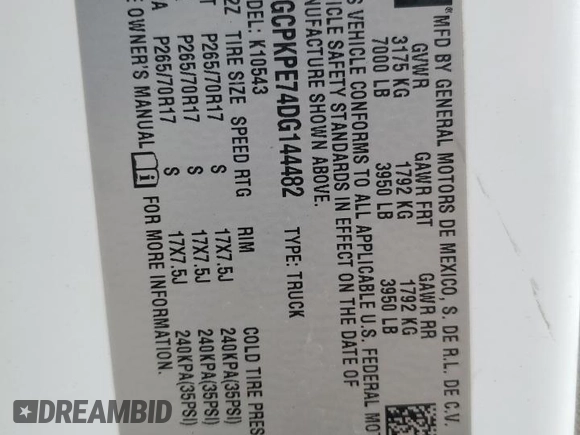 MFD BY GENERAL MOTORS DE MEXICO, S. DE R.L. DE C.V.
GVWR GAWR FRT GAWR RR
3175 KG 1792 KG 1792 KG
7000 LB 3950 LB 3950 LB
VEHICLE CONFORMS TO ALL APPLICABLE U.S. FEDERAL MO
SAFETY STANDARDS IN EFFECT ON THE DATE OF
SHOWN ABOVE.
GCPKPE74DG144482 TYPE: TRUCK
MODEL: K10543
TIRE SIZE SPEED RTG RIM COLD TIRE PRES
P265/70R17 S 17X7.5J 240KPA(35PSI)
P265/70R17 S 17X7.5J 240KPA(35PSI)
P265/70R17 S 17X7.5J 240KPA(35PSI)
OWNER'S MANUAL FOR MORE INFORMATION.
DREAMBID